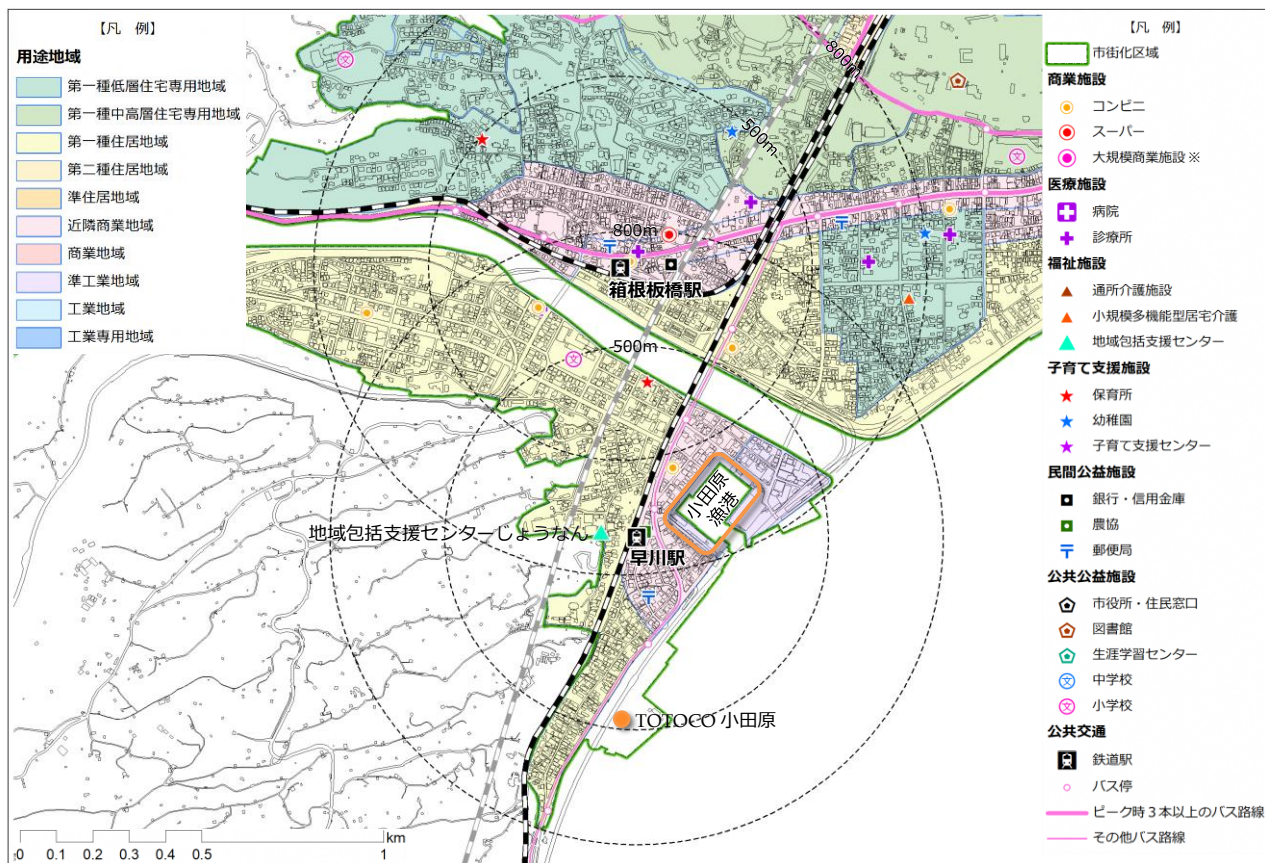 【凡 例】
用途地域
第一種低層住宅専用地域
第一種中高層住宅専用地域
第一種住居地域
第二種住居地域
準住居地域
近隣商業地域
商業地域
準工業地域
工業地域
工業専用地域
800m
500m
800m
箱根板橋駅
500m
小田原
漁港
地域包括支援センターしょうなん
早川駅
TOTOCO 小田原
km
0 0.1 0.2 0.3 0.4 0.5 1
【凡 例】
市街化区域
商業施設
コンビニ
スーパー
大規模商業施設※
医療施設
病院
診療所
福祉施設
通所介護施設
小規模多機能型居宅介護
地域包括支援センター
子育て支援施設
保育所
幼稚園
子育て支援センター
民間公益施設
銀行・信用金庫
農協
郵便局
公共公益施設
市役所・住民窓口
図書館
生涯学習センター
中学校
小学校
公共交通
鉄道駅
バス停
ピーク時3本以上のバス路線
その他バス路線